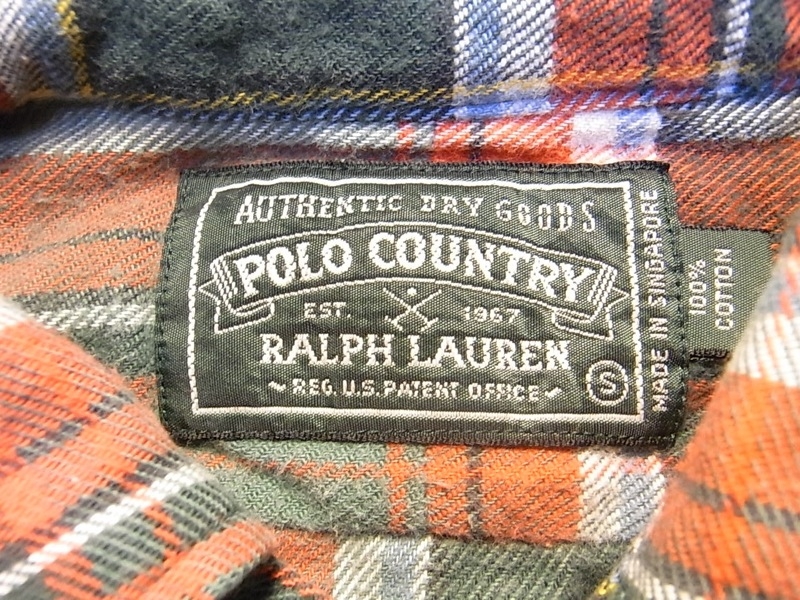 AUTHENTIC DRY GOODS
POLO COUNTRY
EST. 1967
RALPH LAUREN
~ REG. U.S. PATENT OFFICE ~
S
MADE IN SINGAPORE
100%
COTTON